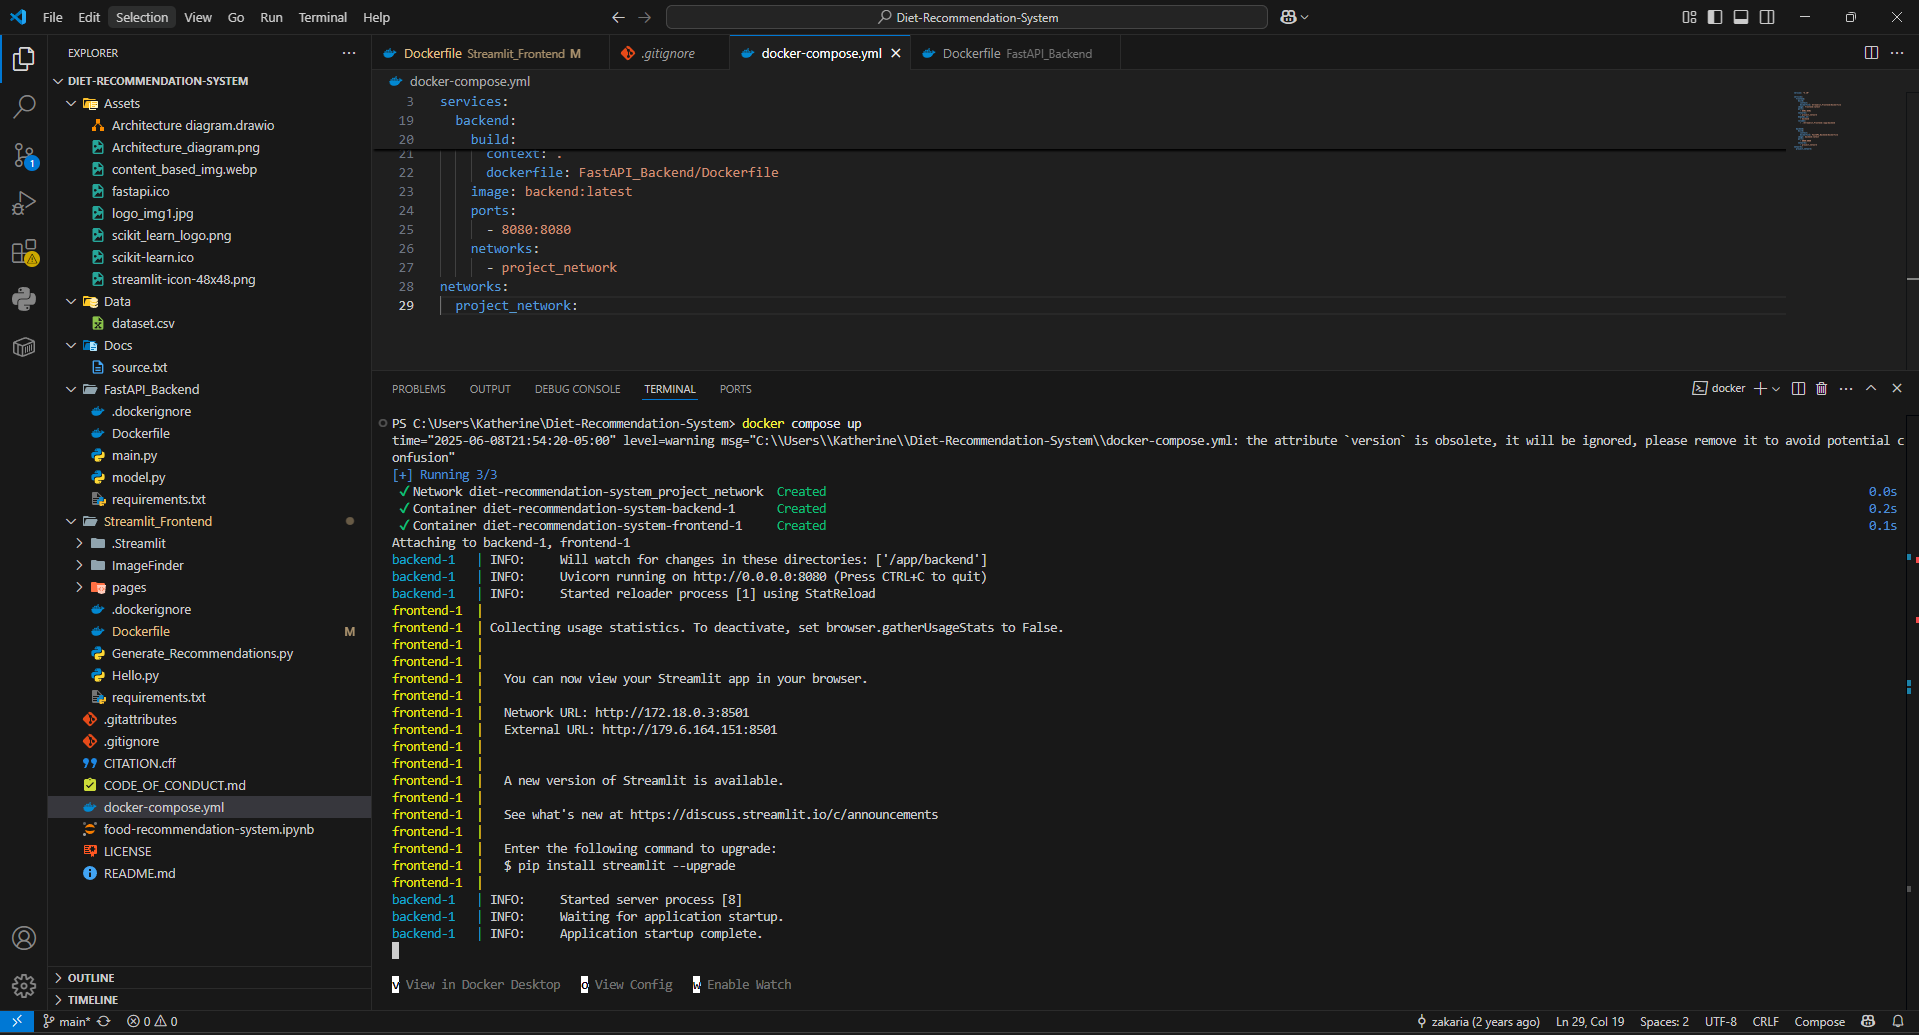 File Edit Selection View Go Run Terminal Help
Diet-Recommendation-System
EXPLORER
DIET-RECOMMENDATION-SYSTEM
Assets
Architecture diagram.drawio
Architecture_diagram.png
content_based_img.webp
fastapi.ico
logo_img1.jpg
scikit_learn_logo.png
scikit-learn.ico
streamlit-icon-48x48.png
Data
dataset.csv
Docs
source.txt
FastAPI_Backend
.dockerignore
Dockerfile
main.py
model.py
requirements.txt
Streamlit_Frontend
.Streamlit
ImageFinder
pages
.dockerignore
Dockerfile M
Generate_Recommendations.py
Hello.py
requirements.txt
.gitattributes
.gitignore
CITATION.cff
CODE_OF_CONDUCT.md
docker-compose.yml
food-recommendation-system.ipynb
LICENSE
README.md
OUTLINE
TIMELINE
1
Dockerfile Streamlit_Frontend M .gitignore docker-compose.yml Dockerfile FastAPI_Backend
docker-compose.yml
3 services:
19 backend:
20 build:
21 context: .
22 dockerfile: FastAPI_Backend/Dockerfile
23 image: backend:latest
24 ports:
25 - 8080:8080
26 networks:
27 - project_network
28 networks:
29 project_network:
PROBLEMS OUTPUT DEBUG CONSOLE TERMINAL PORTS
docker
PS C:\Users\Katherine\Diet-Recommendation-System> docker compose up
time="2025-06-08T21:54:20-05:00" level=warning msg="C:\\Users\\Katherine\\Diet-Recommendation-System\\docker-compose.yml: the attribute `version` is obsolete, it will be ignored, please remove it to avoid potential c
onfusion"
[+] Running 3/3
✓ Network diet-recommendation-system_project_network Created 0.0s
✓ Container diet-recommendation-system-backend-1 Created 0.2s
✓ Container diet-recommendation-system-frontend-1 Created 0.1s
Attaching to backend-1, frontend-1
backend-1 | INFO: Will watch for changes in these directories: ['/app/backend']
backend-1 | INFO: Uvicorn running on http://0.0.0.0:8080 (Press CTRL+C to quit)
backend-1 | INFO: Started reloader process [1] using StatReload
frontend-1 |
frontend-1 | Collecting usage statistics. To deactivate, set browser.gatherUsageStats to False.
frontend-1 |
frontend-1 |
frontend-1 | You can now view your Streamlit app in your browser.
frontend-1 |
frontend-1 | Network URL: http://172.18.0.3:8501
frontend-1 | External URL: http://179.6.164.151:8501
frontend-1 |
frontend-1 |
frontend-1 | A new version of Streamlit is available.
frontend-1 |
frontend-1 | See what's new at https://discuss.streamlit.io/c/announcements
frontend-1 |
frontend-1 | Enter the following command to upgrade:
frontend-1 | $ pip install streamlit --upgrade
frontend-1 |
backend-1 | INFO: Started server process [8]
backend-1 | INFO: Waiting for application startup.
backend-1 | INFO: Application startup complete.
v View in Docker Desktop o View Config w Enable Watch
main* 0 0 zakaria (2 years ago) Ln 29, Col 19 Spaces: 2 UTF-8 CRLF Compose